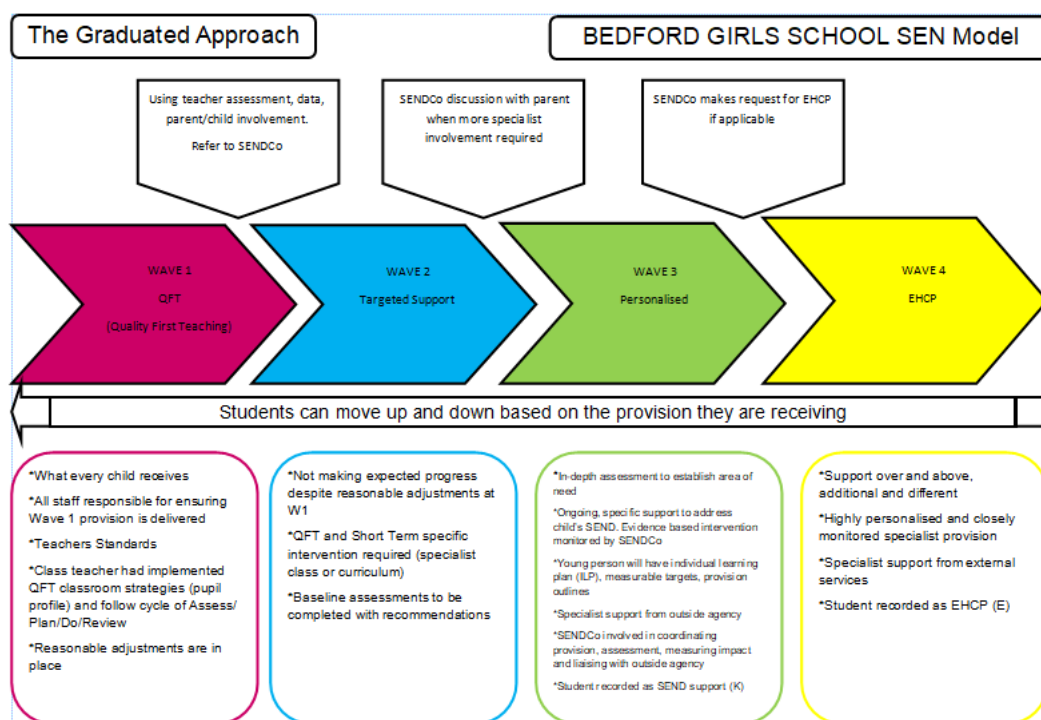 The Graduated Approach
BEDFORD GIRLS SCHOOL SEN Model
Using teacher assessment, data,
parent/child involvement.
Refer to SENDCo
SENDCo discussion with parent
when more specialist
involvement required
SENDCo makes request for EHCP
if applicable
WAVE 1
QFT
(Quality First Teaching)
WAVE 2
Targeted Support
WAVE 3
Personalised
WAVE 4
EHCP
Students can move up and down based on the provision they are receiving
*What every child receives
*All staff responsible for ensuring
Wave 1 provision is delivered
*Teachers Standards
*Class teacher had implemented
QFT classroom strategies (pupil
profile) and follow cycle of Assess/
Plan/Do/Review
*Reasonable adjustments are in
place
*Not making expected progress
despite reasonable adjustments at
W1
*QFT and Short Term specific
intervention required (specialist
class or curriculum)
*Baseline assessments to be
completed with recommendations
*In-depth assessment to establish area of
need
*Ongoing, specific support to address
child's SEND. Evidence based intervention
monitored by SENDCo
*Young person will have individual learning
plan (ILP), measurable targets, provision
outlines
*Specialist support from outside agency
*SENDCo involved in coordinating
provision, assessment, measuring impact
and liaising with outside agency
*Student recorded as SEND support (K)
*Support over and above,
additional and different
*Highly personalised and closely
monitored specialist provision
*Specialist support from external
services
*Student recorded as EHCP (E)